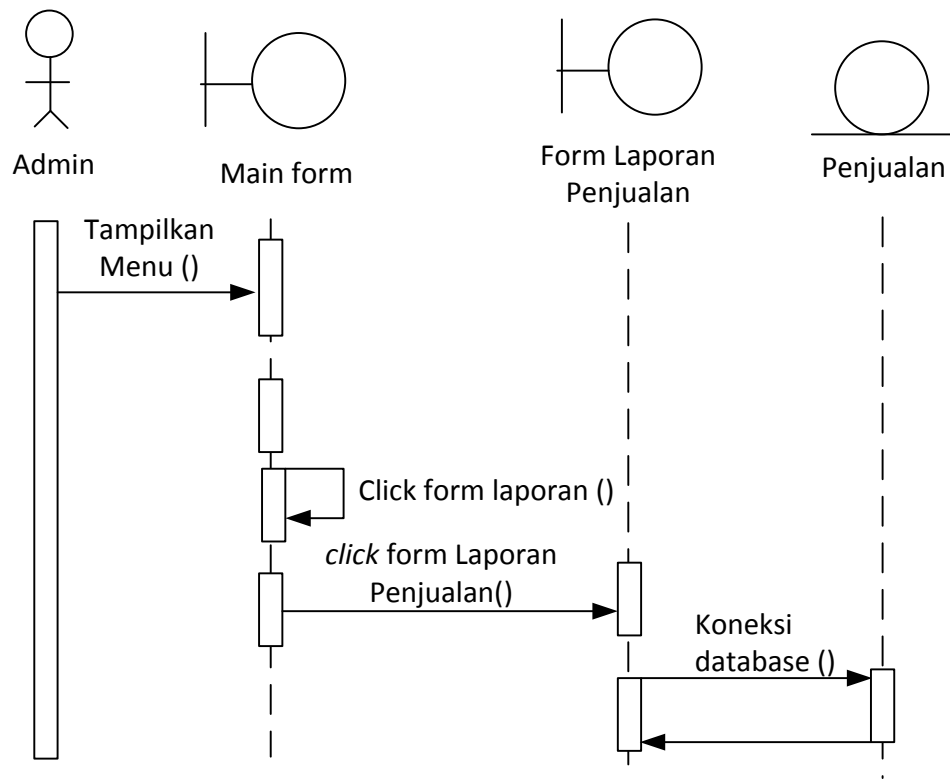 Admin
Main form
Form Laporan
Penjualan
Penjualan
Tampilkan
Menu ()
Click form laporan ()
click form Laporan
Penjualan()
Koneksi
database ()